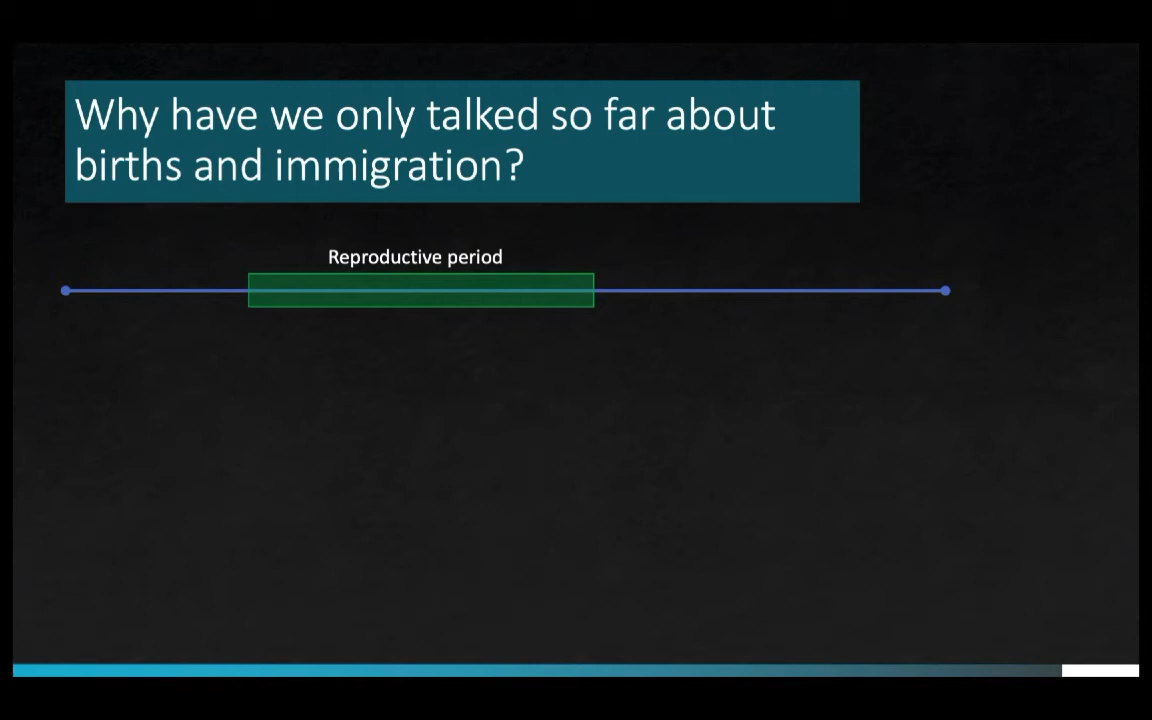 Why have we only talked so far about
births and immigration?
Reproductive period